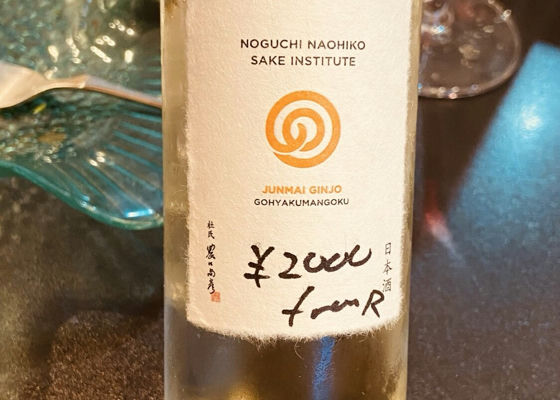 NOGUCHI NAOHIKO
SAKE INSTITUTE
JUNMAI GINJO
GOHYAKUMANGOKU
杜氏 農口尚彦
¥2000
from R
日本酒